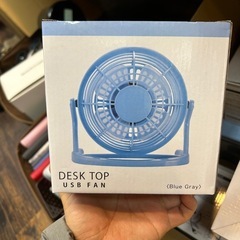 DESK TOP
USB FAN
(Blue Gray)